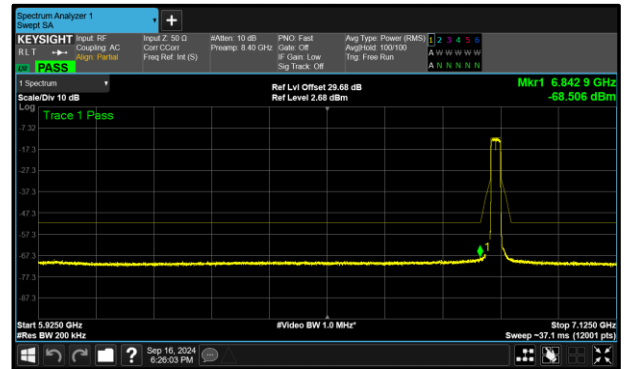 Spectrum Analyzer 1
Swept SA
+
KEYSIGHT Input: RF Input Z: 50 Ω #Atten: 10 dB PNO: Fast Avg Type: Power (RMS) 1 2 3 4 5 6
RLT Coupling: AC Corr CCorr Preamp: 8.40 GHz Gate: Off Avg|Hold: 100/100 A W W W W W
Align: Partial Freq Ref: Int (S) IF Gain: Low Trig: Free Run
PASS Sig Track: Off A N N N N N
1 Spectrum
Ref Lvl Offset 29.68 dB Mkr1 6.842 9 GHz
Scale/Div 10 dB Ref Level 2.68 dBm -68.506 dBm
Log
Trace 1 Pass
-7.32
-17.3
-27.3
-37.3
-47.3
-57.3
1
-67.3
-77.3
-87.3
Start 5.9250 GHz #Video BW 1.0 MHz* Stop 7.1250 GHz
#Res BW 200 kHz Sweep ~37.1 ms (12001 pts)
? Sep 16, 2024
6:26:03 PM